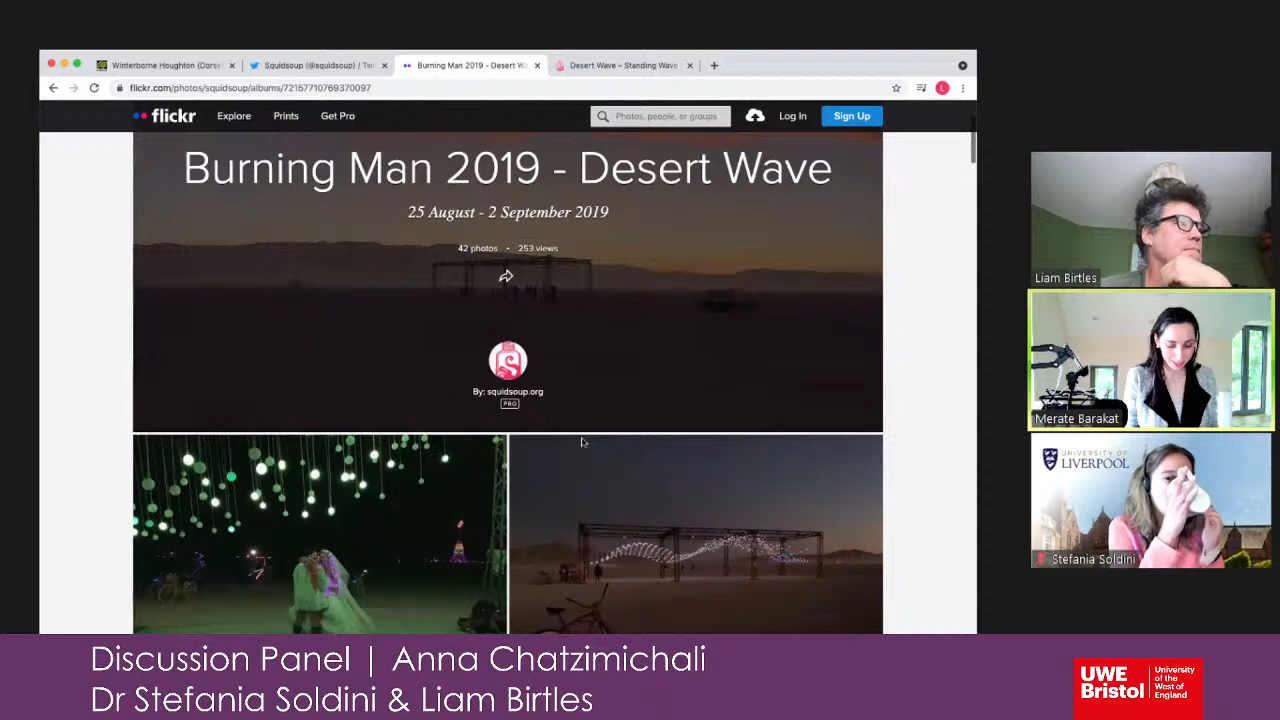 Winterborne Houghton (Dorse
Squidsoup (@squidsoup) / Tw
Burning Man 2019 - Desert W
Desert Wave – Standing Wave
flickr.com/photos/squidsoup/albums/72157710769370097
L
flickr
Explore
Prints
Get Pro
Photos, people, or groups
Log In
Sign Up
Burning Man 2019 - Desert Wave
25 August - 2 September 2019
42 photos • 253 views
By: squidsoup.org
PRO
Liam Birtles
Merate Barakat
UNIVERSITY OF
LIVERPOOL
Stefania Soldini
Discussion Panel | Anna Chatzimichali
Dr Stefania Soldini & Liam Birtles
UWE
Bristol
University
of the
West of
England